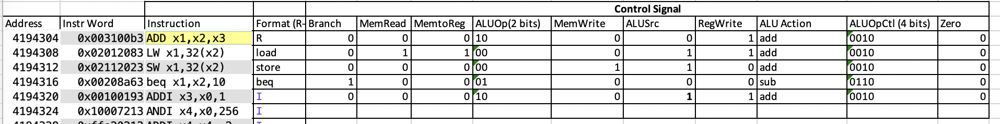 Control Signal
Address Instr Word Instruction Format (R- Branch MemRead MemtoReg ALUOp(2 bits) MemWrite ALUSrc RegWrite ALU Action ALUOpCtl (4 bits) Zero
4194304 0x003100b3 ADD x1,x2,x3 R 0 0 0 10 0 0 1 add 0010 0
4194308 0x02012083 LW x1,32(x2) load 0 1 1 00 0 1 1 add 0010 0
4194312 0x02112023 SW x1,32(x2) store 0 0 0 00 1 1 0 add 0010 0
4194316 0x00208a63 beq x1,x2,10 beq 1 0 0 01 0 0 0 sub 0110 0
4194320 0x00100193 ADDI x3,x0,1 I 0 0 0 10 0 1 1 add 0010 0
4194324 0x10007213 ANDI x4,x0,256 I